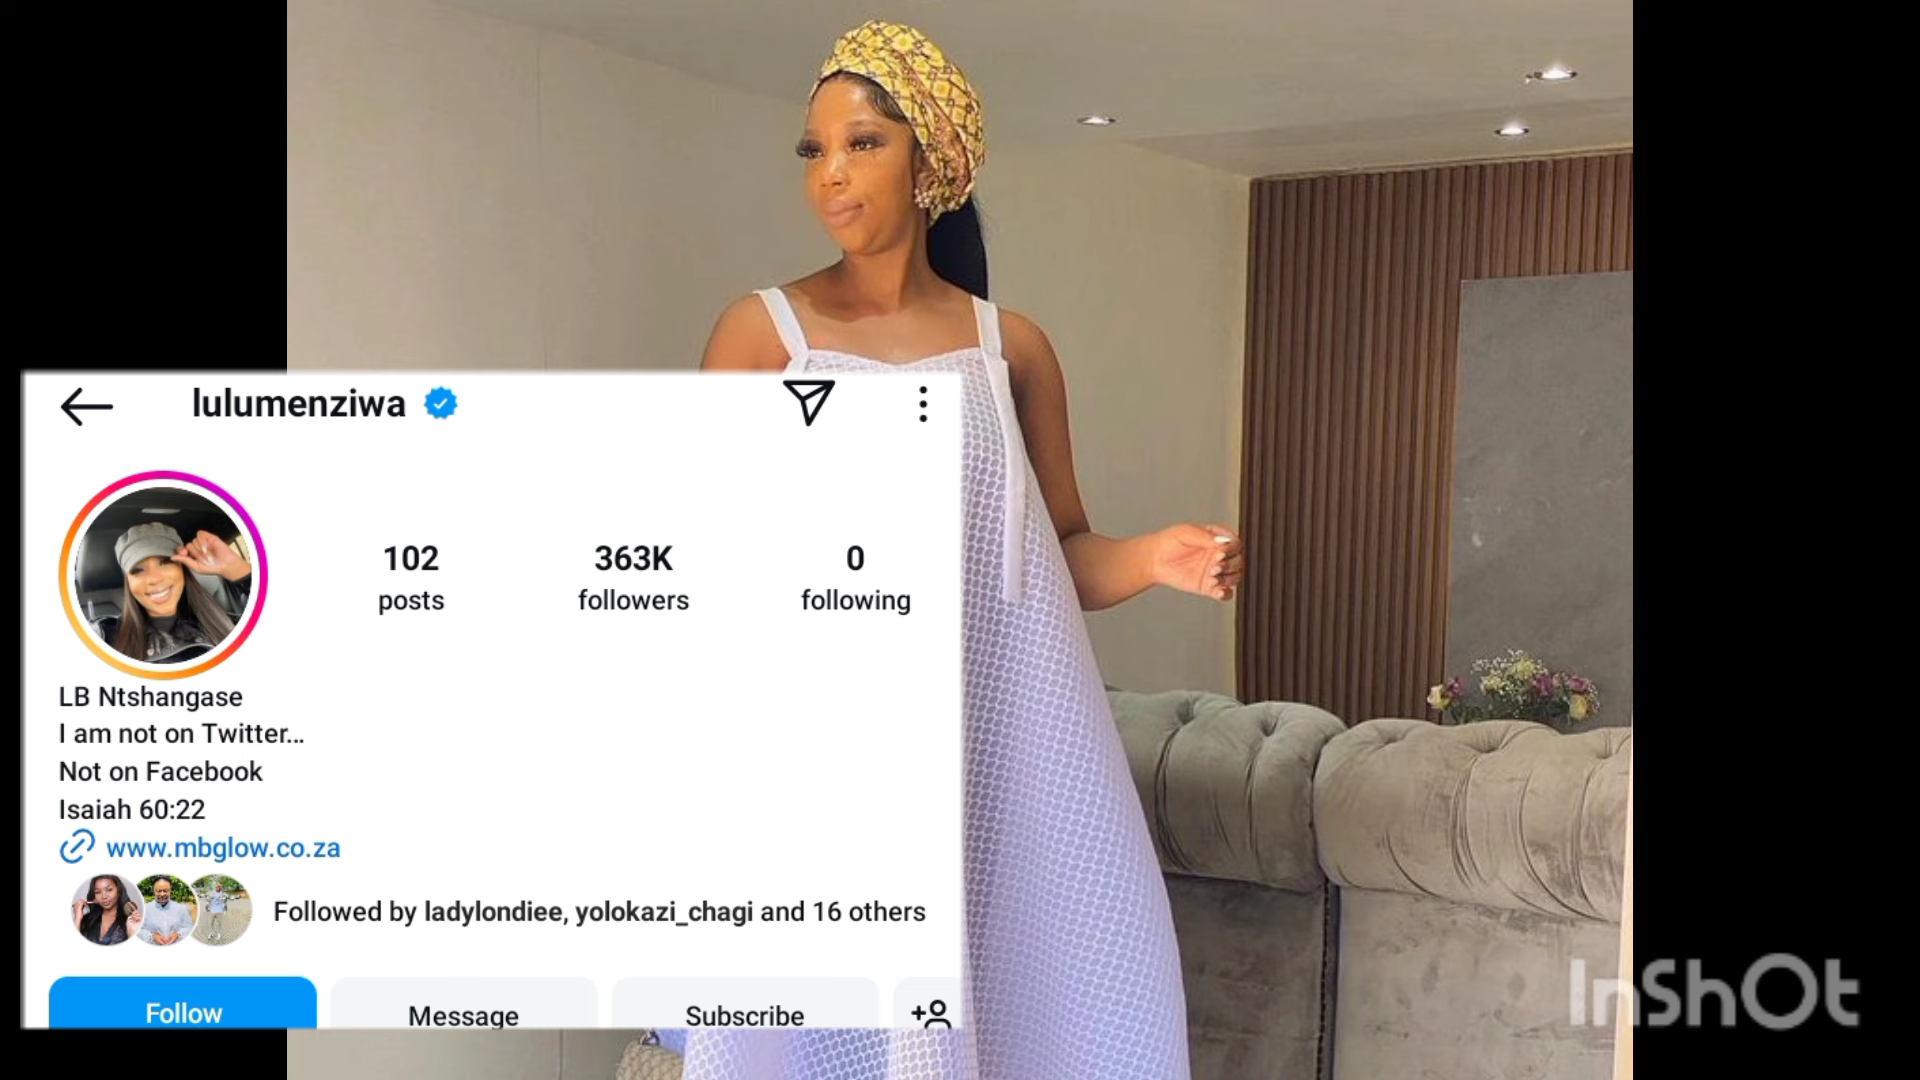 lulumenziwa
102 363K 0
posts followers following
LB Ntshangase
I am not on Twitter...
Not on Facebook
Isaiah 60:22
www.mbglow.co.za
Followed by ladylondiee, yolokazi_chagi and 16 others
Follow Message Subscribe
InShOt